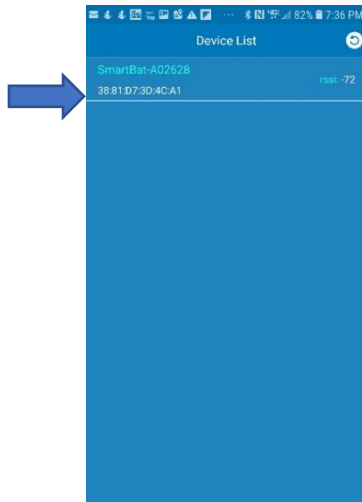 82% 7:36 PM
Device List
SmartBat-A02628
rssi: -72
38:81:D7:3D:4C:A1